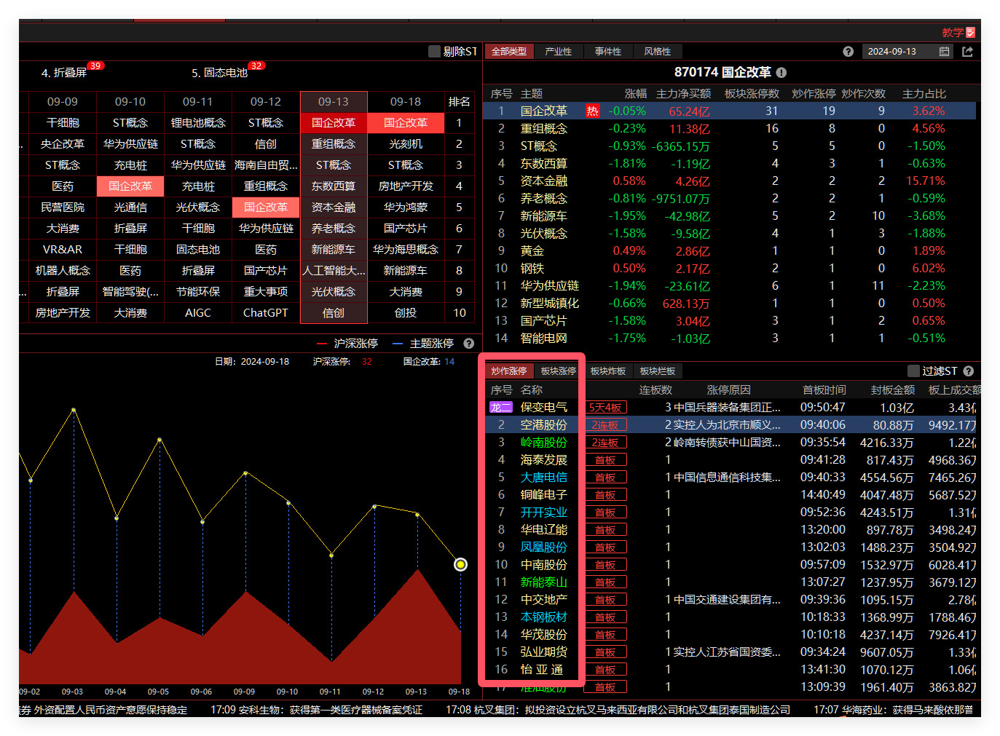 教学
剔除ST
4. 折叠屏 39
5. 固态电池 32
09-09 09-10 09-11 09-12 09-13 09-18 排名
干细胞 ST概念 锂电池概念 ST概念 国企改革 国企改革 1
央企改革 华为供应链 ST概念 信创 重组概念 光刻机 2
ST概念 充电桩 华为供应链 海南自由贸... ST概念 ST概念 3
医药 国企改革 充电桩 重组概念 东数西算 房地产开发 4
民营医院 光通信 光伏概念 国企改革 资本金融 华为鸿蒙 5
大消费 折叠屏 干细胞 华为供应链 养老概念 国产芯片 6
VR&AR 干细胞 固态电池 医药 新能源车 华为海思概念 7
机器人概念 医药 折叠屏 国产芯片 人工智能大... 新能源车 8
折叠屏 智能驾驶(... 节能环保 重大事项 光伏概念 大消费 9
房地产开发 大消费 AIGC ChatGPT 信创 创投 10
沪深涨停 主题涨停
日期: 2024-09-18 沪深涨停: 32 国企改革: 14
09-02 09-03 09-04 09-05 09-06 09-09 09-10 09-11 09-12 09-13 09-18
全部类型 产业性 事件性 风格性 2024-09-13
870174 国企改革
序号 主题 涨幅 主力净买额 板块涨停数 炒作涨停 炒作次数 主力占比
1 国企改革 热 -0.05% 65.24亿 31 19 9 3.62%
2 重组概念 -0.23% 11.38亿 16 8 0 4.56%
3 ST概念 -0.93% -6365.15万 5 5 0 -1.50%
4 东数西算 -1.81% -1.19亿 4 3 1 -0.63%
5 资本金融 0.58% 4.26亿 2 2 2 15.71%
6 养老概念 -0.81% -9751.07万 2 2 1 -0.59%
7 新能源车 -1.95% -42.98亿 5 2 10 -3.68%
8 光伏概念 -1.58% -9.58亿 4 1 3 -1.88%
9 黄金 0.49% 2.86亿 1 1 0 1.89%
10 钢铁 0.50% 2.17亿 2 1 0 6.02%
11 华为供应链 -1.94% -23.61亿 6 1 11 -2.23%
12 新型城镇化 -0.66% 628.13万 1 1 0 0.50%
13 国产芯片 -1.58% 3.04亿 3 1 2 0.65%
14 智能电网 -1.75% -1.03亿 3 1 1 -0.51%
炒作涨停 板块涨停 板块炸板 板块烂板 过滤ST
序号 名称 连板数 涨停原因 首板时间 封板金额 板上成交额
龙二 保变电气 5天4板 3 中国兵器装备集团正... 09:50:47 1.03亿 3.43亿
2 空港股份 2连板 2 实控人为北京市顺义... 09:40:06 80.88万 9492.17万
3 岭南股份 2连板 2 岭南转债获中山国资... 09:35:54 4216.33万 1.22亿
4 海泰发展 首板 1 09:41:28 817.43万 4968.36万
5 大唐电信 首板 1 中国信息通信科技集... 09:40:33 4554.56万 7465.26万
6 铜峰电子 首板 1 14:40:49 4047.48万 5687.52万
7 开开实业 首板 1 09:52:36 4243.51万 1.31亿
8 华电辽能 首板 1 13:20:00 897.78万 3498.24万
9 凤凰股份 首板 1 13:02:03 1488.23万 3504.92万
10 中南股份 首板 1 09:57:09 1532.97万 6028.41万
11 新能泰山 首板 1 13:07:27 1237.95万 3679.12万
12 中交地产 首板 1 中国交通建设集团有... 09:39:36 1095.15万 2.78亿
13 本钢板材 首板 1 10:18:33 1368.99万 1788.46万
14 华茂股份 首板 1 10:10:18 4237.14万 7926.41万
15 弘业期货 首板 1 实控人江苏省国资委... 09:34:24 9607.05万 1.33亿
16 怡 亚 通 首板 1 13:41:30 1070.12万 1.06亿
17 淮油股份 首板 1 13:09:39 1961.40万 3863.82万
券 外资配置人民币资产意愿保持稳定 17:09 安科生物：获得第一类医疗器械备案凭证 17:08 杭叉集团：拟投资设立杭叉马来西亚有限公司和杭叉集团泰国制造公司 17:07 华海药业：获得马来酸依那普